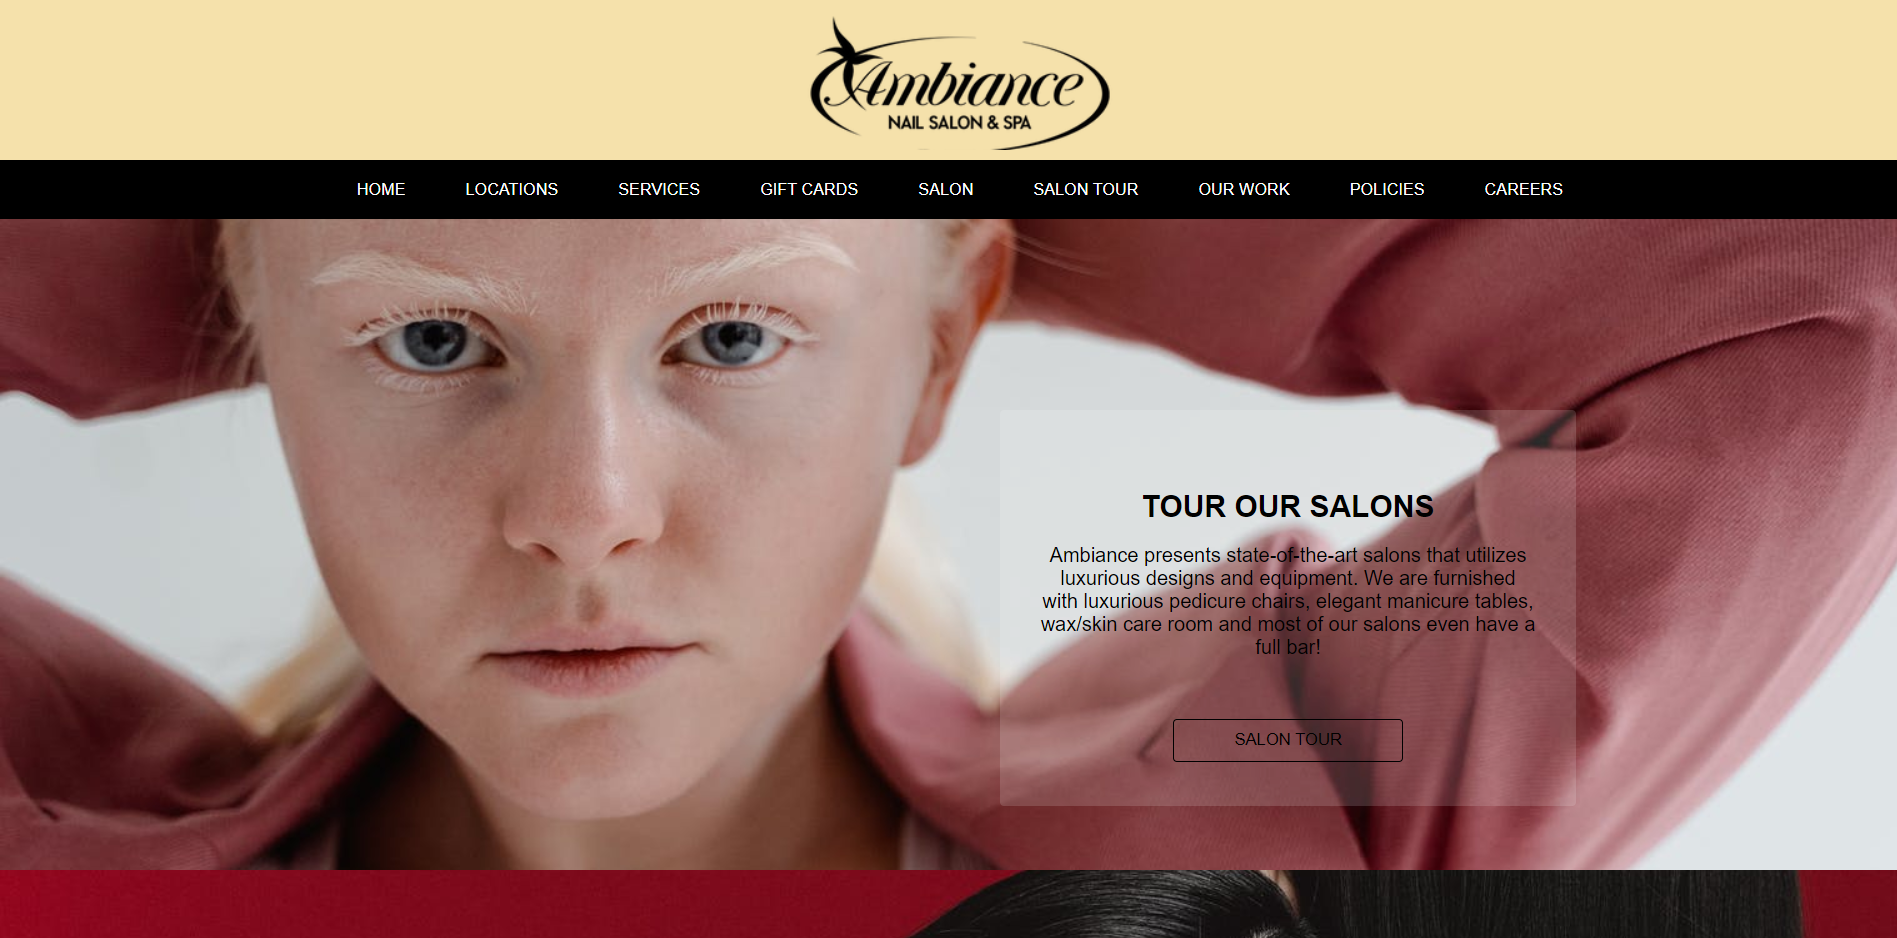 Ambiance
NAIL SALON & SPA
HOME LOCATIONS SERVICES GIFT CARDS SALON SALON TOUR OUR WORK POLICIES CAREERS
TOUR OUR SALONS
Ambiance presents state-of-the-art salons that utilizes
luxurious designs and equipment. We are furnished
with luxurious pedicure chairs, elegant manicure tables,
wax/skin care room and most of our salons even have a
full bar!
SALON TOUR